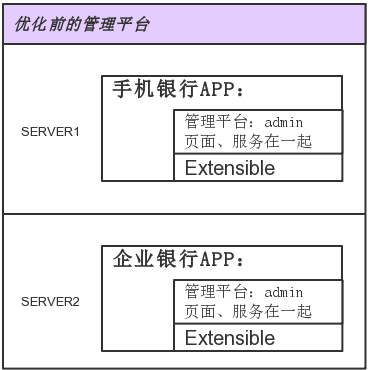 优化前的管理平台
手机银行APP：
管理平台：admin
页面、服务在一起
SERVER1
Extensible
企业银行APP：
管理平台：admin
页面、服务在一起
SERVER2
Extensible